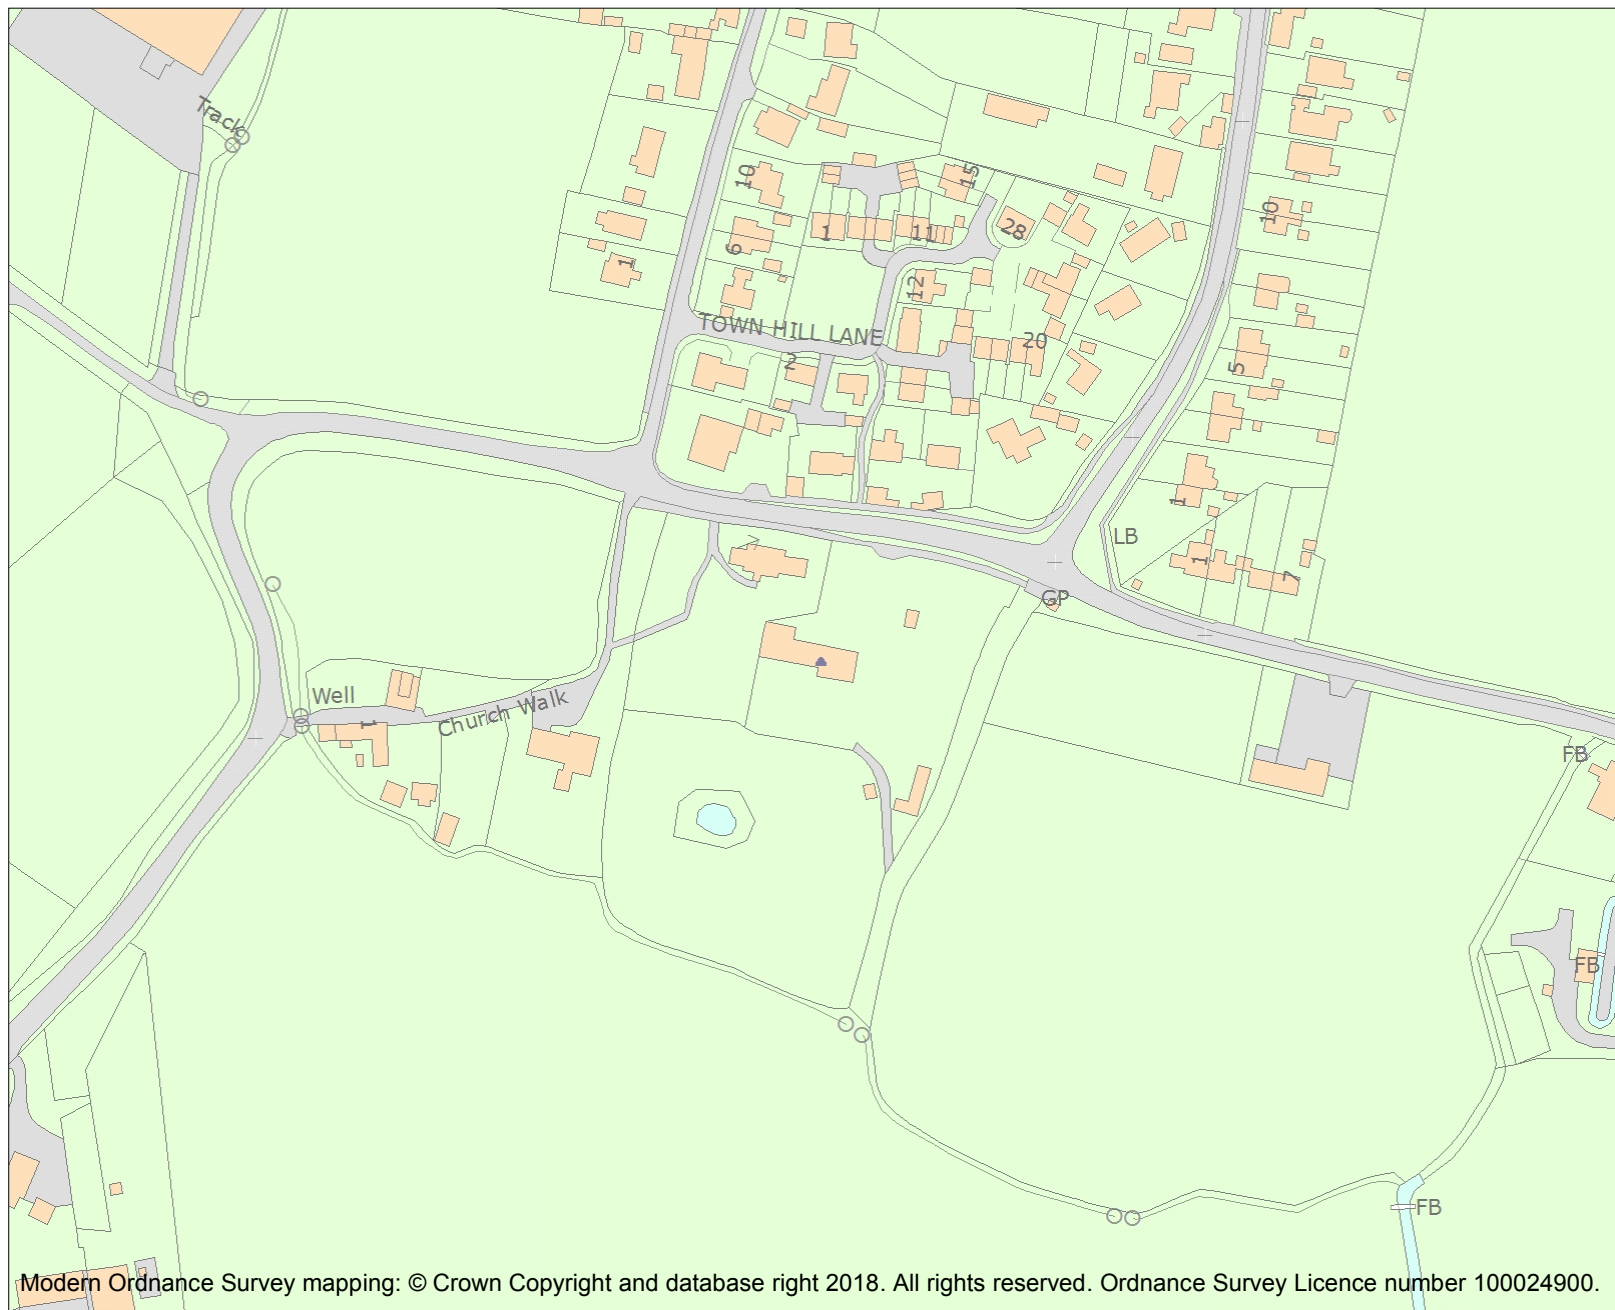 Track
10
15
10
6
1
11
28
1
12
TOWN HILL LANE
2
20
5
1
LB
1
7
GP
Well
1
Church Walk
FB
FB
FB
Modern Ordnance Survey mapping: © Crown Copyright and database right 2018. All rights reserved. Ordnance Survey Licence number 100024900.